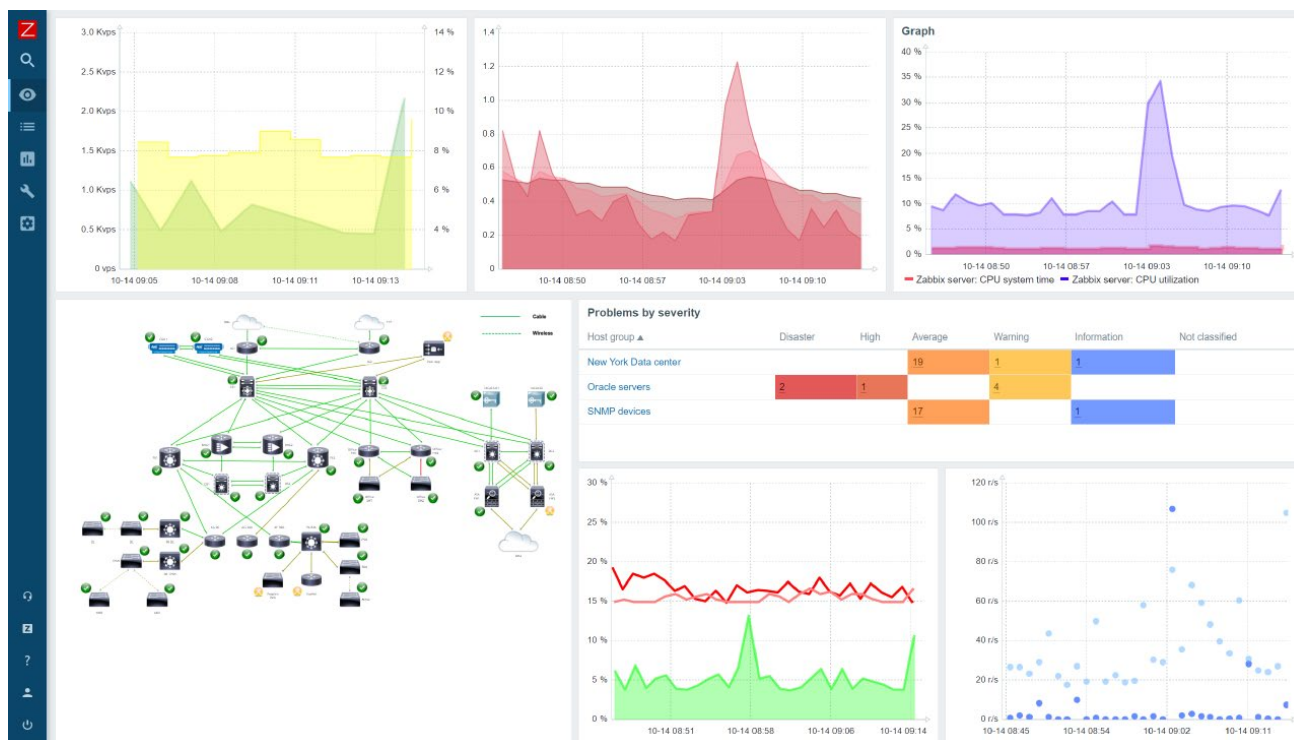 Z
3.0 Kvps
2.5 Kvps
2.0 Kvps
1.5 Kvps
1.0 Kvps
0.5 Kvps
0 vps
14 %
12 %
10 %
8 %
6 %
4 %
10-14 09:05 10-14 09:08 10-14 09:11 10-14 09:13
1.4
1.2
1.0
0.8
0.6
0.4
0.2
0
10-14 08:50 10-14 08:57 10-14 09:03 10-14 09:10
Graph
40 %
35 %
30 %
25 %
20 %
15 %
10 %
5 %
0 %
10-14 08:50 10-14 08:57 10-14 09:03 10-14 09:10
Zabbix server: CPU system time Zabbix server: CPU utilization
Cable
Wireless
Problems by severity
Host group ▲ Disaster High Average Warning Information Not classified
New York Data center 19 1 1
Oracle servers 2 1 4
SNMP devices 17 1
30 %
25 %
20 %
15 %
10 %
5 %
0 %
10-14 08:51 10-14 08:58 10-14 09:06 10-14 09:14
120 r/s
100 r/s
80 r/s
60 r/s
40 r/s
20 r/s
0 r/s
10-14 08:45 10-14 08:54 10-14 09:02 10-14 09:11
Z
?